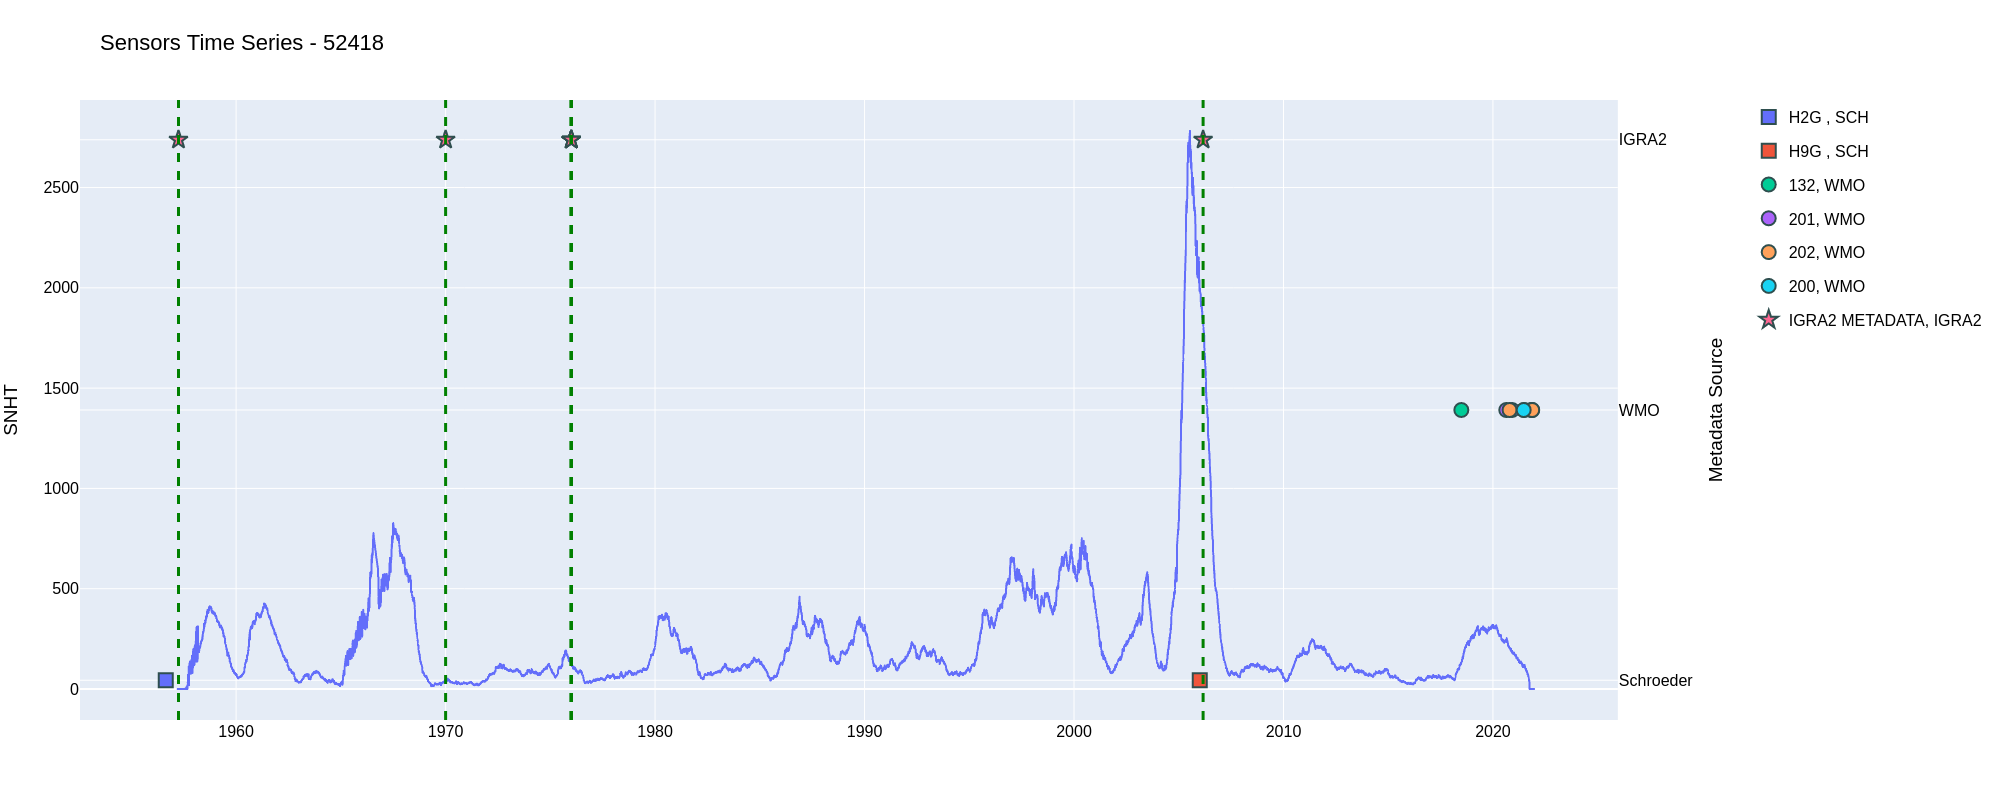 Sensors Time Series - 52418
SNHT
2500
2000
1500
1000
500
0
1960
1970
1980
1990
2000
2010
2020
IGRA2
WMO
Schroeder
Metadata Source
H2G , SCH
H9G , SCH
132, WMO
201, WMO
202, WMO
200, WMO
IGRA2 METADATA, IGRA2